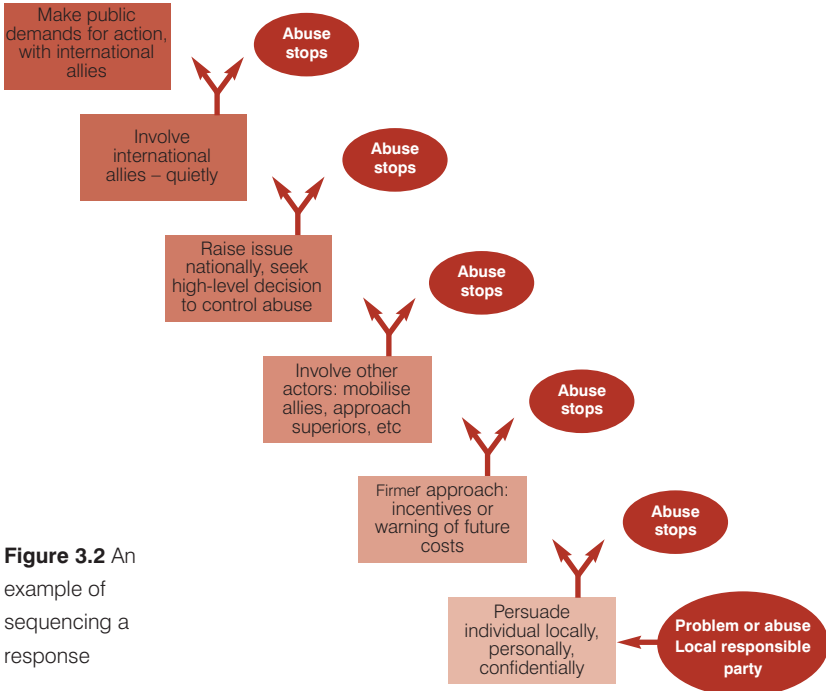 Make public
demands for action,
with international
allies
Abuse
stops
Involve
international
allies – quietly
Abuse
stops
Raise issue
nationally, seek
high-level decision
to control abuse
Abuse
stops
Involve other
actors: mobilise
allies, approach
superiors, etc
Abuse
stops
Firmer approach:
incentives or
warning of future
costs
Abuse
stops
Figure 3.2 An
example of
sequencing a
response
Persuade
individual locally,
personally,
confidentially
Problem or abuse
Local responsible
party